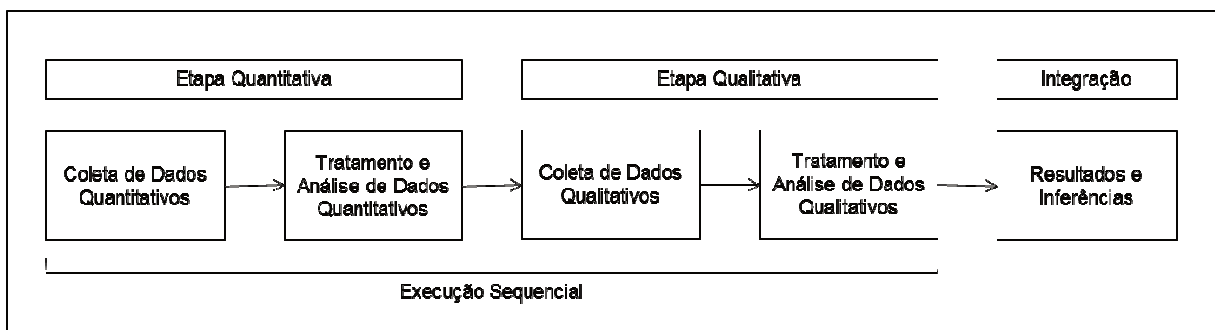 Etapa Quantitativa
Etapa Qualitativa
Integração
Coleta de Dados
Quantitativos
Tratamento e
Análise de Dados
Quantitativos
Coleta de Dados
Qualitativos
Tratamento e
Análise de Dados
Qualitativos
Resultados e
Inferências
Execução Sequencial